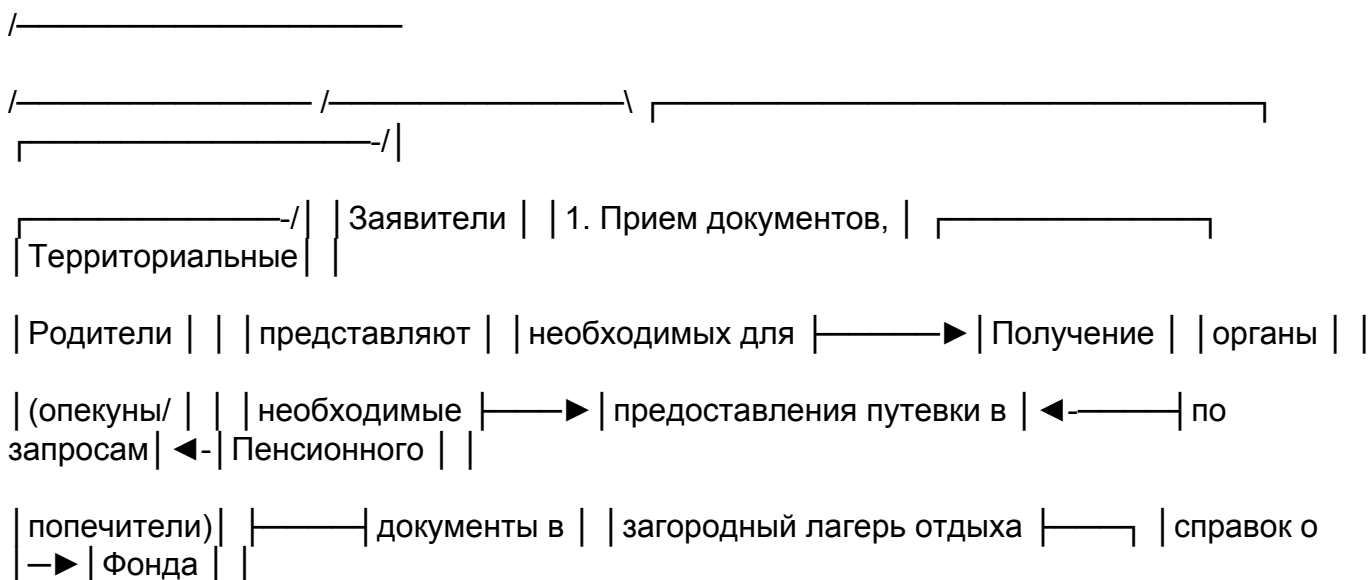 /─────────────────
/───────────── /─────────────\ ┌───────────────────────────┐
┌────────────────-/│
┌────────────-/│ │Заявители │ │1. Прием документов, │ ┌────────────┐
│Территориальные│ │
│Родители │ │ │представляют │ │необходимых для ├─────►│Получение │ │органы │ │
│(опекуны/ │ │ │необходимые ├───►│предоставления путевки в │◄-────┤по
запросам│◄-│Пенсионного │ │
│попечители)│ ├─────┤документы в │ │загородный лагерь отдыха ├───┐ │справок о
│─►│Фонда │ │